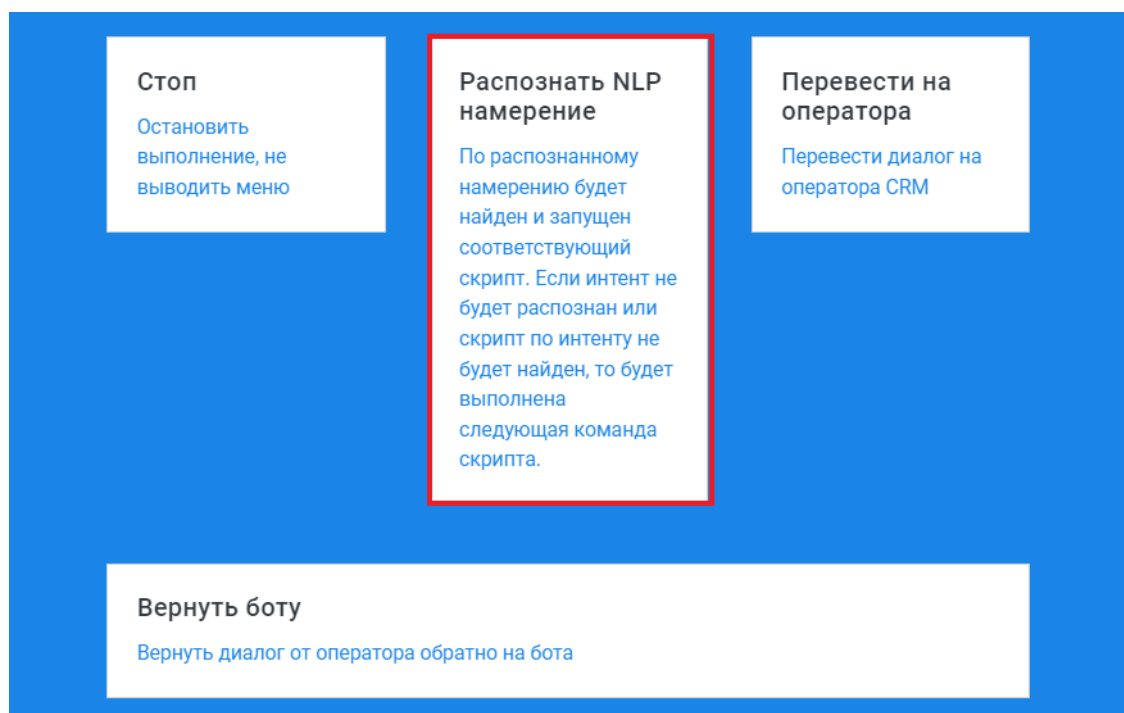 Стоп
Остановить
выполнение, не
выводить меню
Распознать NLP
намерение
По распознанному
намерению будет
найден и запущен
соответствующий
скрипт. Если интент не
будет распознан или
скрипт по интенту не
будет найден, то будет
выполнена
следующая команда
скрипта.
Перевести на
оператора
Перевести диалог на
оператора CRM
Вернуть боту
Вернуть диалог от оператора обратно на бота